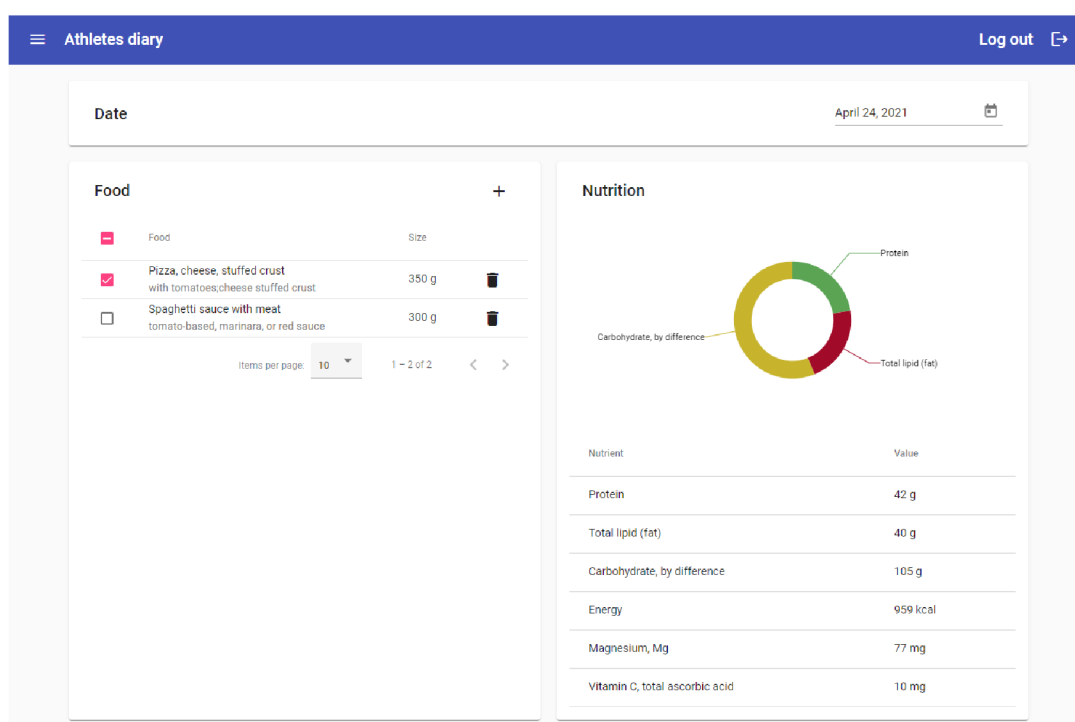 Athletes diary
Log out
Date
April 24, 2021
Food
Food Size
Pizza, cheese, stuffed crust
with tomatoes;cheese stuffed crust
350 g
Spaghetti sauce with meat
tomato-based, marinara, or red sauce
300 g
Items per page: 10 1 – 2 of 2
Nutrition
Protein
Carbohydrate, by difference
Total lipid (fat)
Nutrient Value
Protein 42 g
Total lipid (fat) 40 g
Carbohydrate, by difference 105 g
Energy 959 kcal
Magnesium, Mg 77 mg
Vitamin C, total ascorbic acid 10 mg